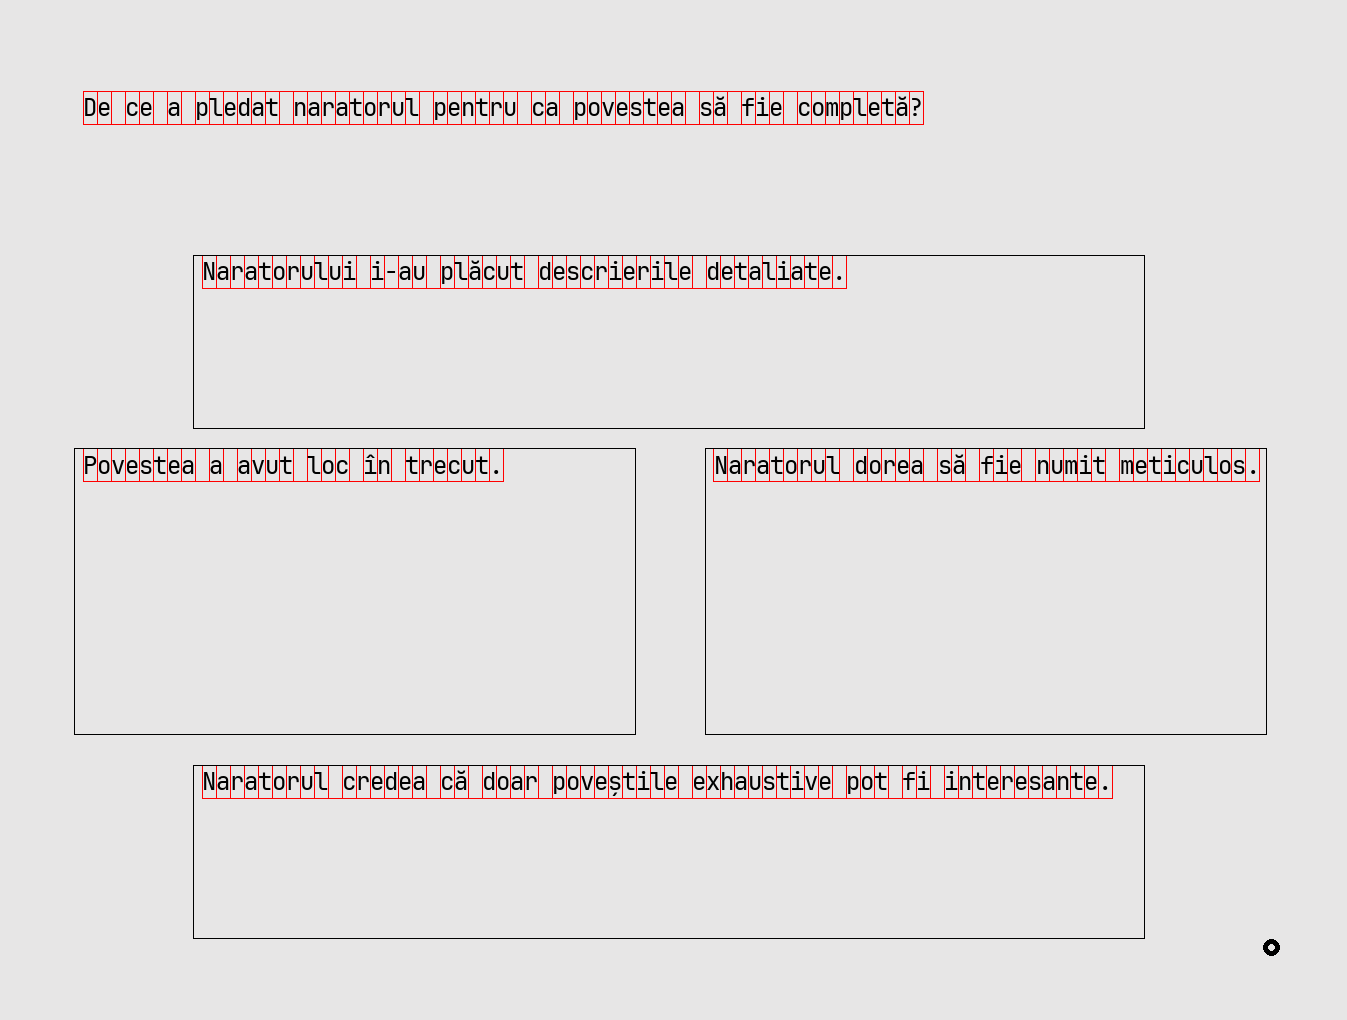 De ce a pledat naratorul pentru ca povestea să fie completă?
Naratorului i-au plăcut descrierile detaliate.
Povestea a avut loc în trecut.
Naratorul dorea să fie numit meticulos.
Naratorul credea că doar poveștile exhaustive pot fi interesante.